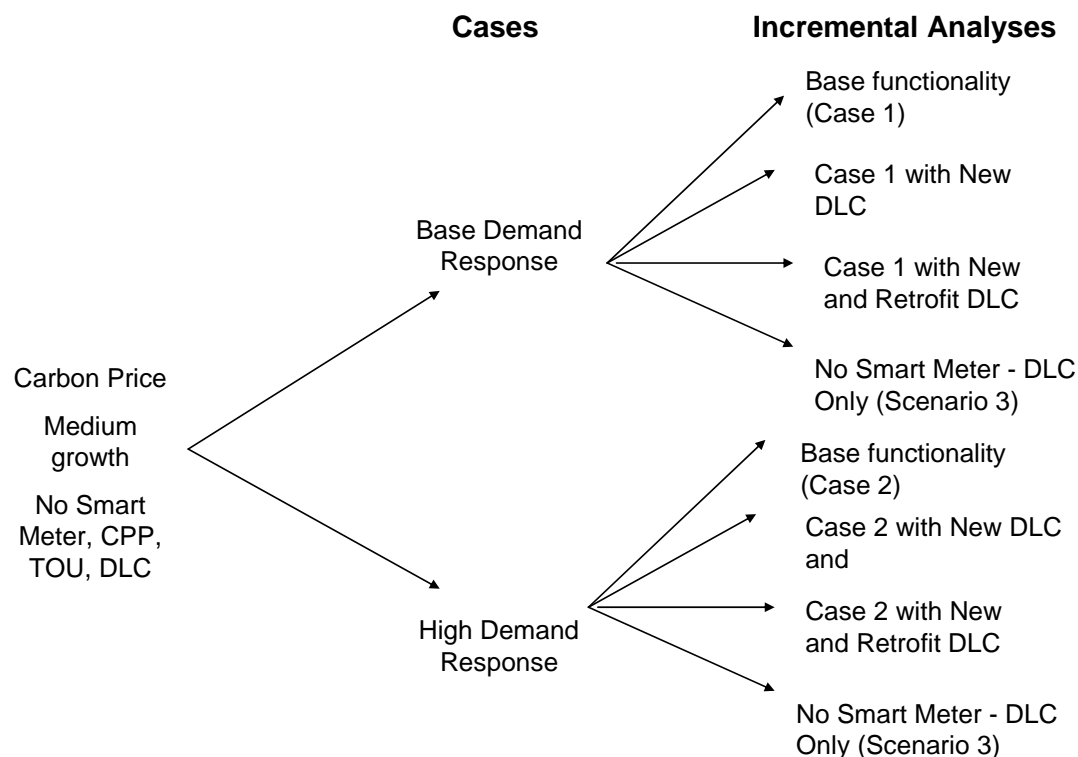 Cases
Incremental Analyses
Base functionality
(Case 1)
Case 1 with New
DLC
Base Demand
Response
Case 1 with New
and Retrofit DLC
No Smart Meter - DLC
Only (Scenario 3)
Carbon Price
Medium
growth
No Smart
Meter, CPP,
TOU, DLC
Base functionality
(Case 2)
Case 2 with New DLC
and
High Demand
Response
Case 2 with New
and Retrofit DLC
No Smart Meter - DLC
Only (Scenario 3)